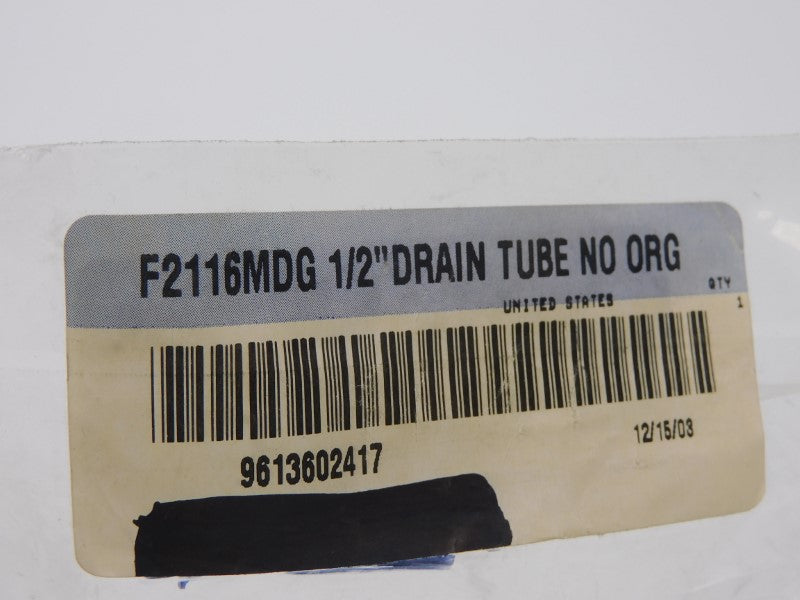 F2116MDG 1/2" DRAIN TUBE NO ORG
UNITED STATES
QTY
1
9613602417
12/15/03